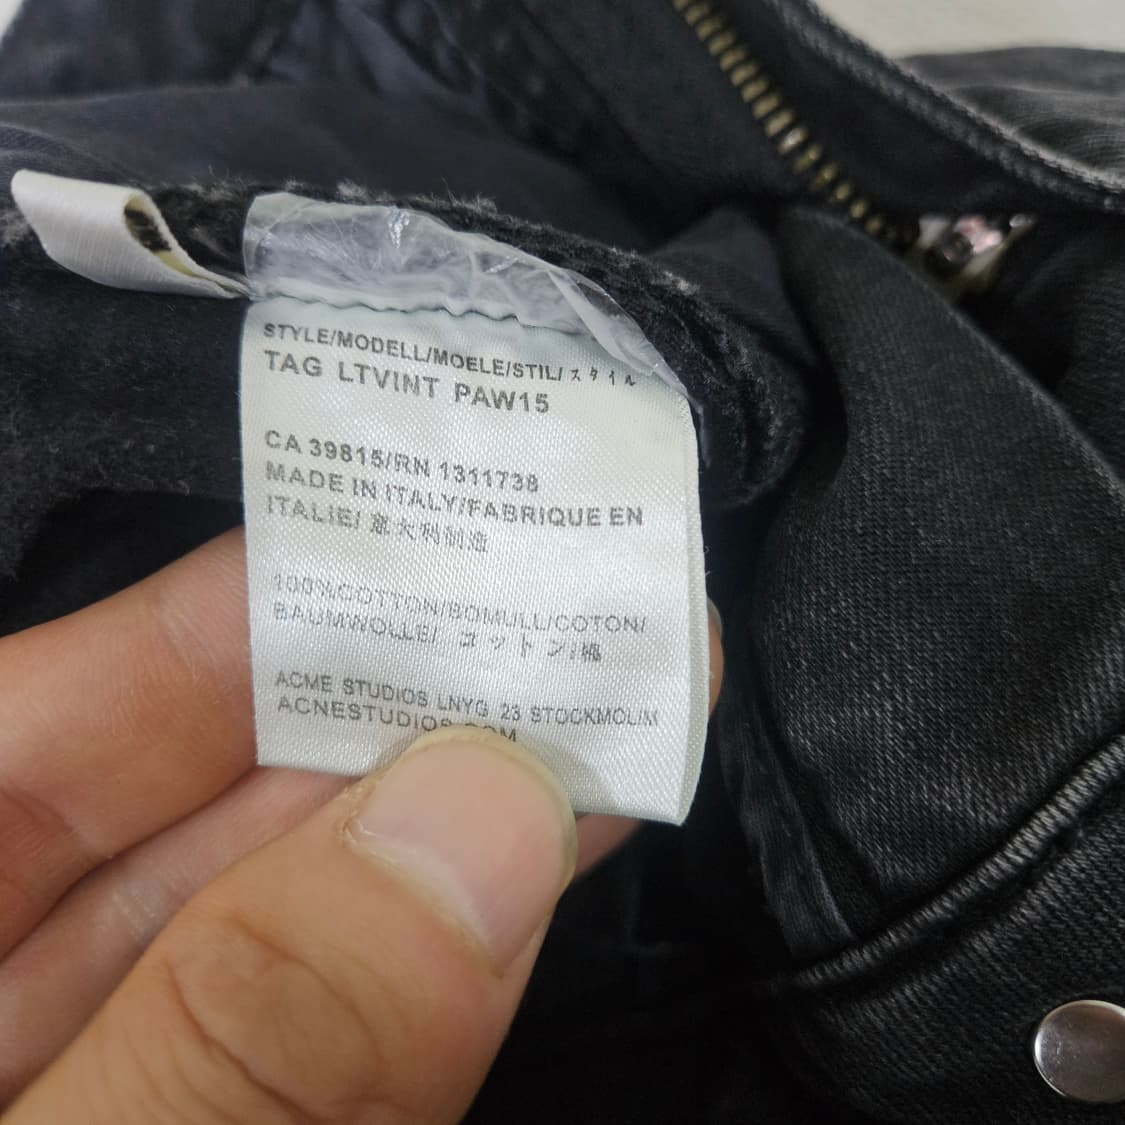 STYLE/MODELL/MOELE/STIL/スタイル
TAG LTVINT PAW15
CA 39815/RN 1311738
MADE IN ITALY/FABRIQUE EN
ITALIE/ 意大利制造
100%COTTON/BOMULL/COTON/
BAUMWOLLE/ コットン/棉
ACME STUDIOS LNYG 23 STOCKMOLM
ACNESTUDIOS